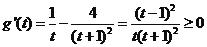 g'(t) = 1/t - 4/(t+1)² = (t-1)²/(t(t+1)²) ≥ 0